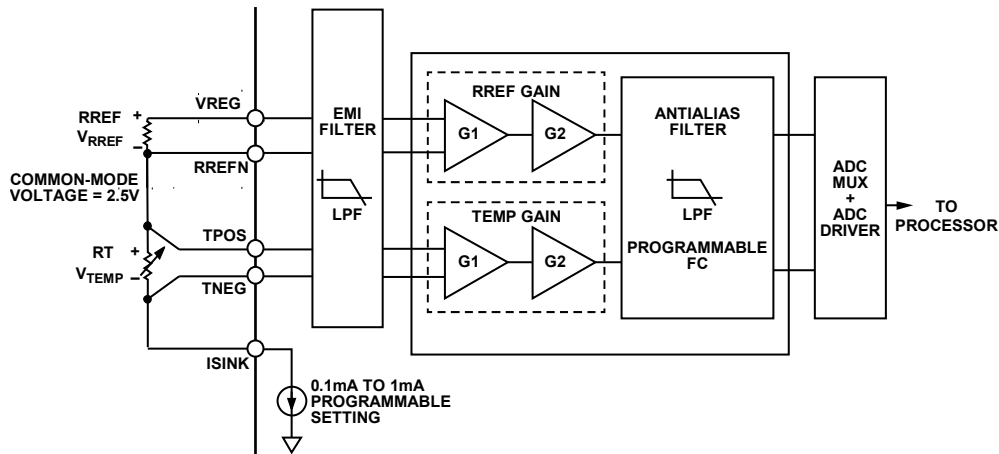 RREF
+
V_RREF
−
VREG
RREFN
COMMON-MODE
VOLTAGE = 2.5V
RT
+
V_TEMP
−
TPOS
TNEG
ISINK
0.1mA TO 1mA
PROGRAMMABLE
SETTING
EMI
FILTER
LPF
RREF GAIN
G1
G2
TEMP GAIN
G1
G2
ANTIALIAS
FILTER
LPF
PROGRAMMABLE
FC
ADC
MUX
+
ADC
DRIVER
TO
PROCESSOR